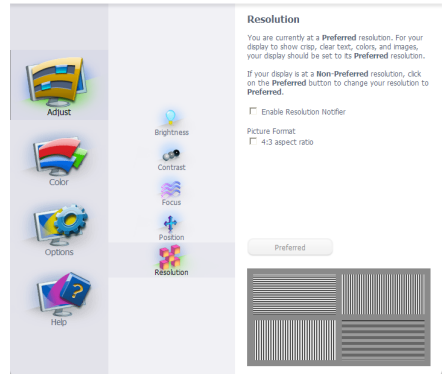 Adjust
Color
Options
Help
Brightness
Contrast
Focus
Position
Resolution
Resolution
You are currently at a Preferred resolution. For your
display to show crisp, clear text, colors, and images,
your display should be set to its Preferred resolution.
If your display is at a Non-Preferred resolution, click
on the Preferred button to change your resolution to
Preferred.
Enable Resolution Notifier
Picture Format
4:3 aspect ratio
Preferred